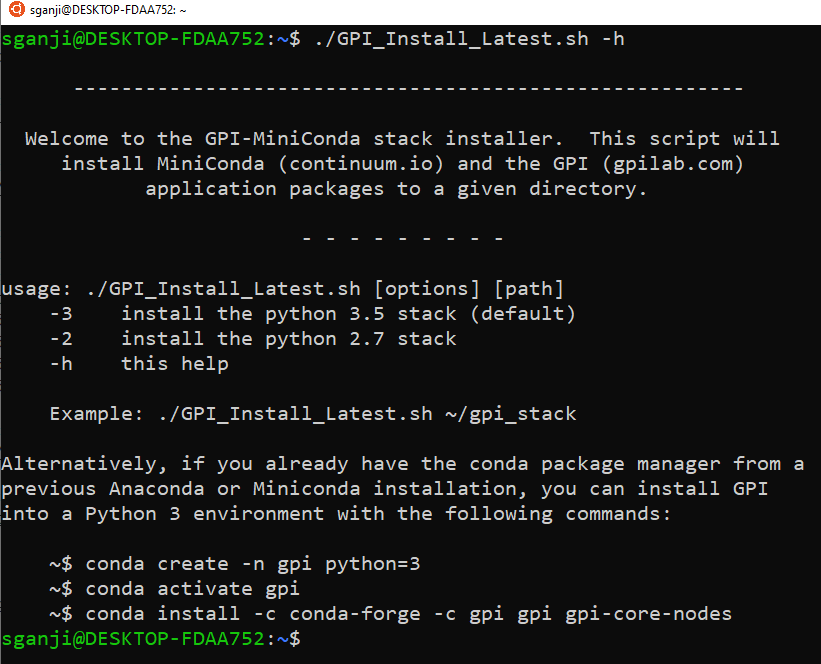 sganji@DESKTOP-FDAA752: ~
sganji@DESKTOP-FDAA752:~$ ./GPI_Install_Latest.sh -h
--------------------------------------------------------
Welcome to the GPI-MiniConda stack installer.  This script will
install MiniConda (continuum.io) and the GPI (gpilab.com)
application packages to a given directory.
- - - - - - - - -
usage: ./GPI_Install_Latest.sh [options] [path]
-3    install the python 3.5 stack (default)
-2    install the python 2.7 stack
-h    this help
Example: ./GPI_Install_Latest.sh ~/gpi_stack
Alternatively, if you already have the conda package manager from a
previous Anaconda or Miniconda installation, you can install GPI
into a Python 3 environment with the following commands:
~$ conda create -n gpi python=3
~$ conda activate gpi
~$ conda install -c conda-forge -c gpi gpi gpi-core-nodes
sganji@DESKTOP-FDAA752:~$